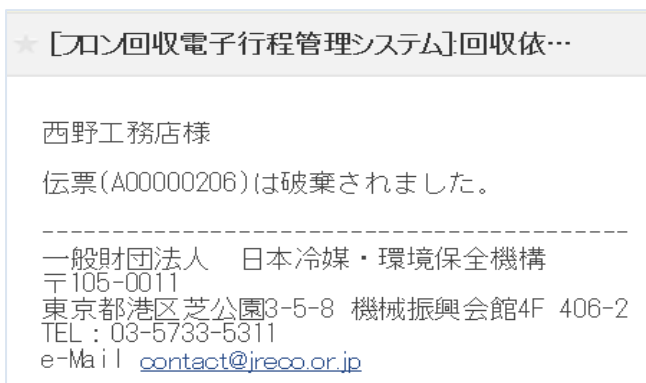 [フロン回収電子行程管理システム]:回収依…
西野工務店様
伝票(A00000206)は破棄されました。
------------------------------------------
一般財団法人　日本冷媒・環境保全機構
〒105-0011
東京都港区芝公園3-5-8 機械振興会館4F 406-2
TEL：03-5733-5311
e-Mail contact@jreco.or.jp